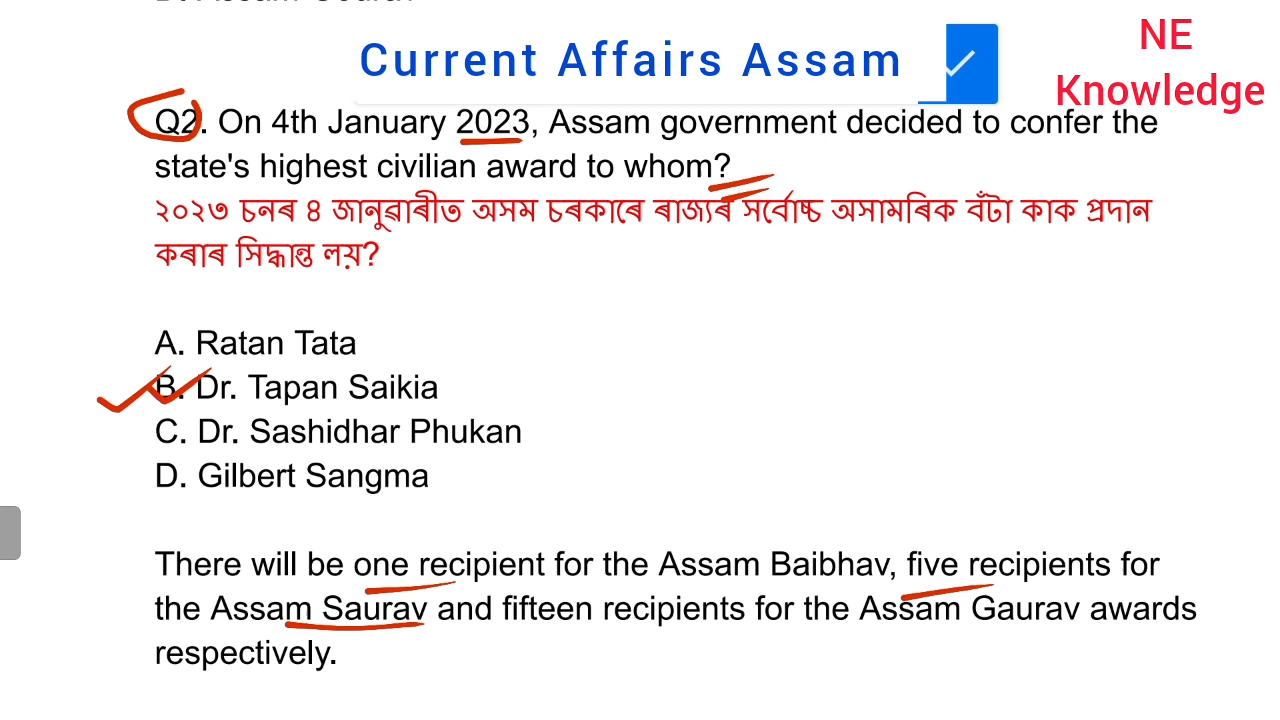 Current Affairs Assam
NE
Knowledge
Q2. On 4th January 2023, Assam government decided to confer the
state's highest civilian award to whom?
২০২৩ চনৰ ৪ জানুৱাৰীত অসম চৰকাৰে ৰাজ্যৰ সৰ্বোচ্চ অসামৰিক বঁটা কাক প্ৰদান
কৰাৰ সিদ্ধান্ত লয়?
A. Ratan Tata
B. Dr. Tapan Saikia
C. Dr. Sashidhar Phukan
D. Gilbert Sangma
There will be one recipient for the Assam Baibhav, five recipients for
the Assam Saurav and fifteen recipients for the Assam Gaurav awards
respectively.